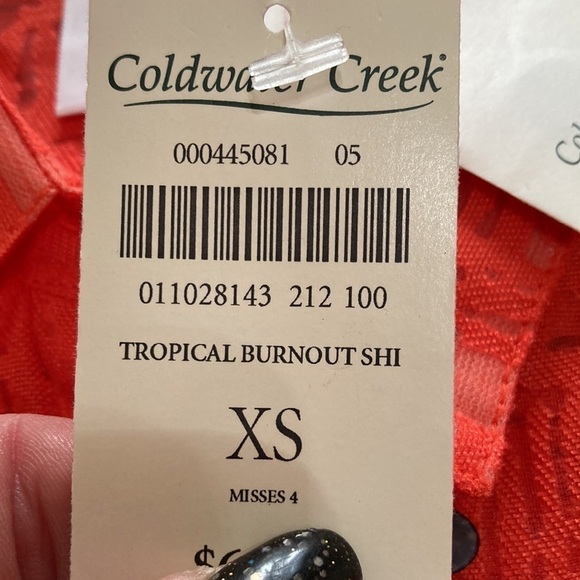 Coldwater Creek®
000445081 05
011028143 212 100
TROPICAL BURNOUT SHI
XS
MISSES 4